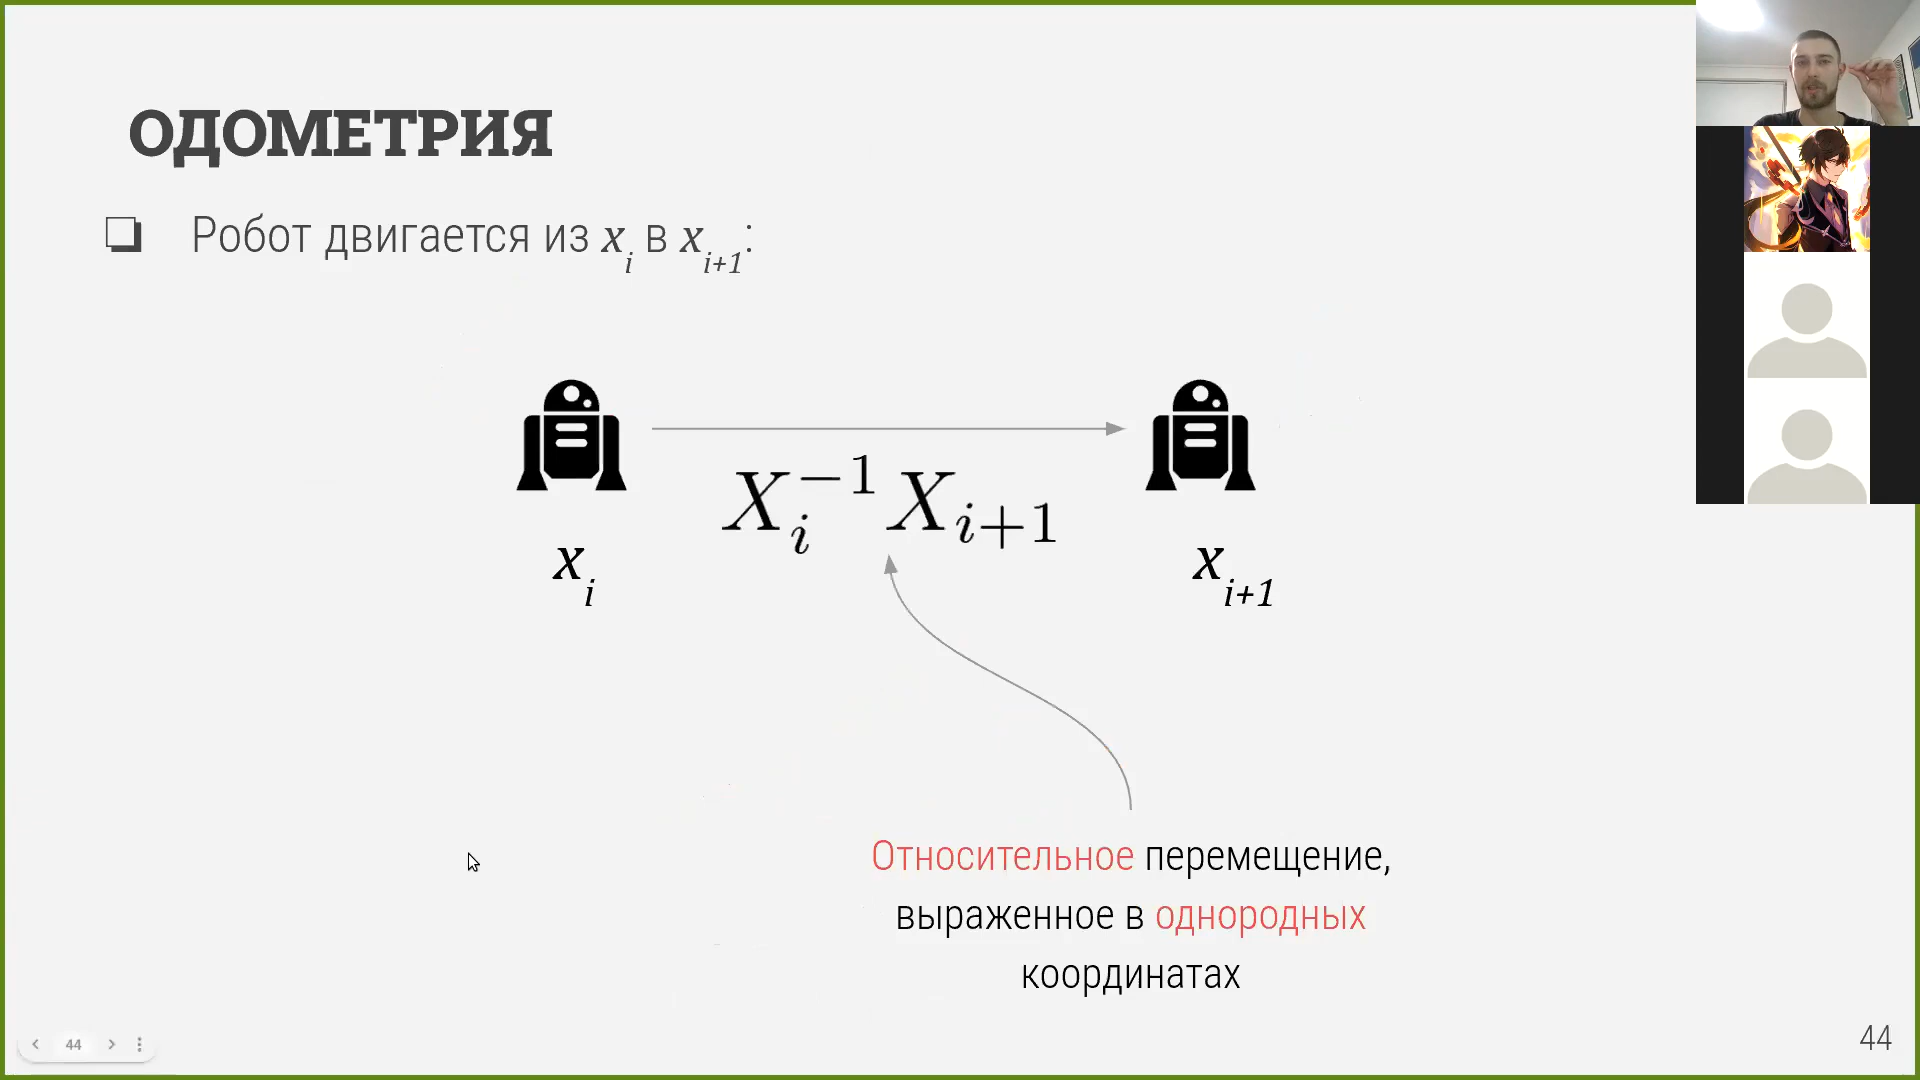 ОДОМЕТРИЯ
❏ Робот двигается из x_i в x_{i+1}:
X_i^{-1}X_{i+1}
x_i
x_{i+1}
Относительное перемещение,
выраженное в однородных
координатах
44
44